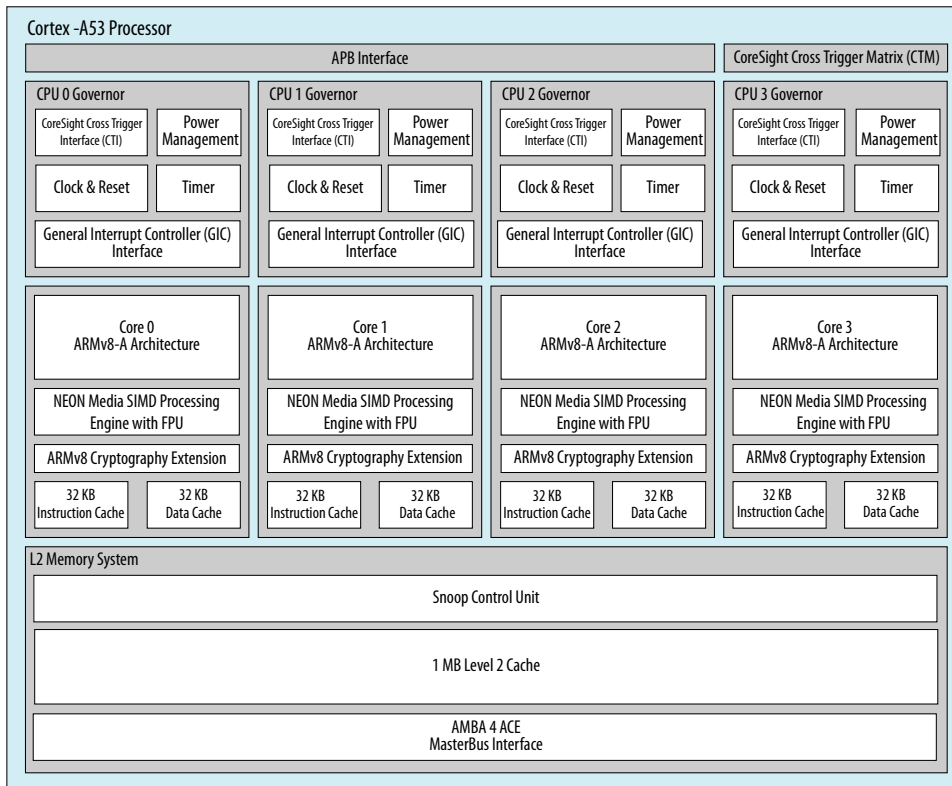 Cortex -A53 Processor
APB Interface
CoreSight Cross Trigger Matrix (CTM)
CPU 0 Governor
CoreSight Cross Trigger
Interface (CTI)
Power
Management
Clock & Reset
Timer
General Interrupt Controller (GIC)
Interface
CPU 1 Governor
CoreSight Cross Trigger
Interface (CTI)
Power
Management
Clock & Reset
Timer
General Interrupt Controller (GIC)
Interface
CPU 2 Governor
CoreSight Cross Trigger
Interface (CTI)
Power
Management
Clock & Reset
Timer
General Interrupt Controller (GIC)
Interface
CPU 3 Governor
CoreSight Cross Trigger
Interface (CTI)
Power
Management
Clock & Reset
Timer
General Interrupt Controller (GIC)
Interface
Core 0
ARMv8-A Architecture
NEON Media SIMD Processing
Engine with FPU
ARMv8 Cryptography Extension
32 KB
Instruction Cache
32 KB
Data Cache
Core 1
ARMv8-A Architecture
NEON Media SIMD Processing
Engine with FPU
ARMv8 Cryptography Extension
32 KB
Instruction Cache
32 KB
Data Cache
Core 2
ARMv8-A Architecture
NEON Media SIMD Processing
Engine with FPU
ARMv8 Cryptography Extension
32 KB
Instruction Cache
32 KB
Data Cache
Core 3
ARMv8-A Architecture
NEON Media SIMD Processing
Engine with FPU
ARMv8 Cryptography Extension
32 KB
Instruction Cache
32 KB
Data Cache
L2 Memory System
Snoop Control Unit
1 MB Level 2 Cache
AMBA 4 ACE
MasterBus Interface